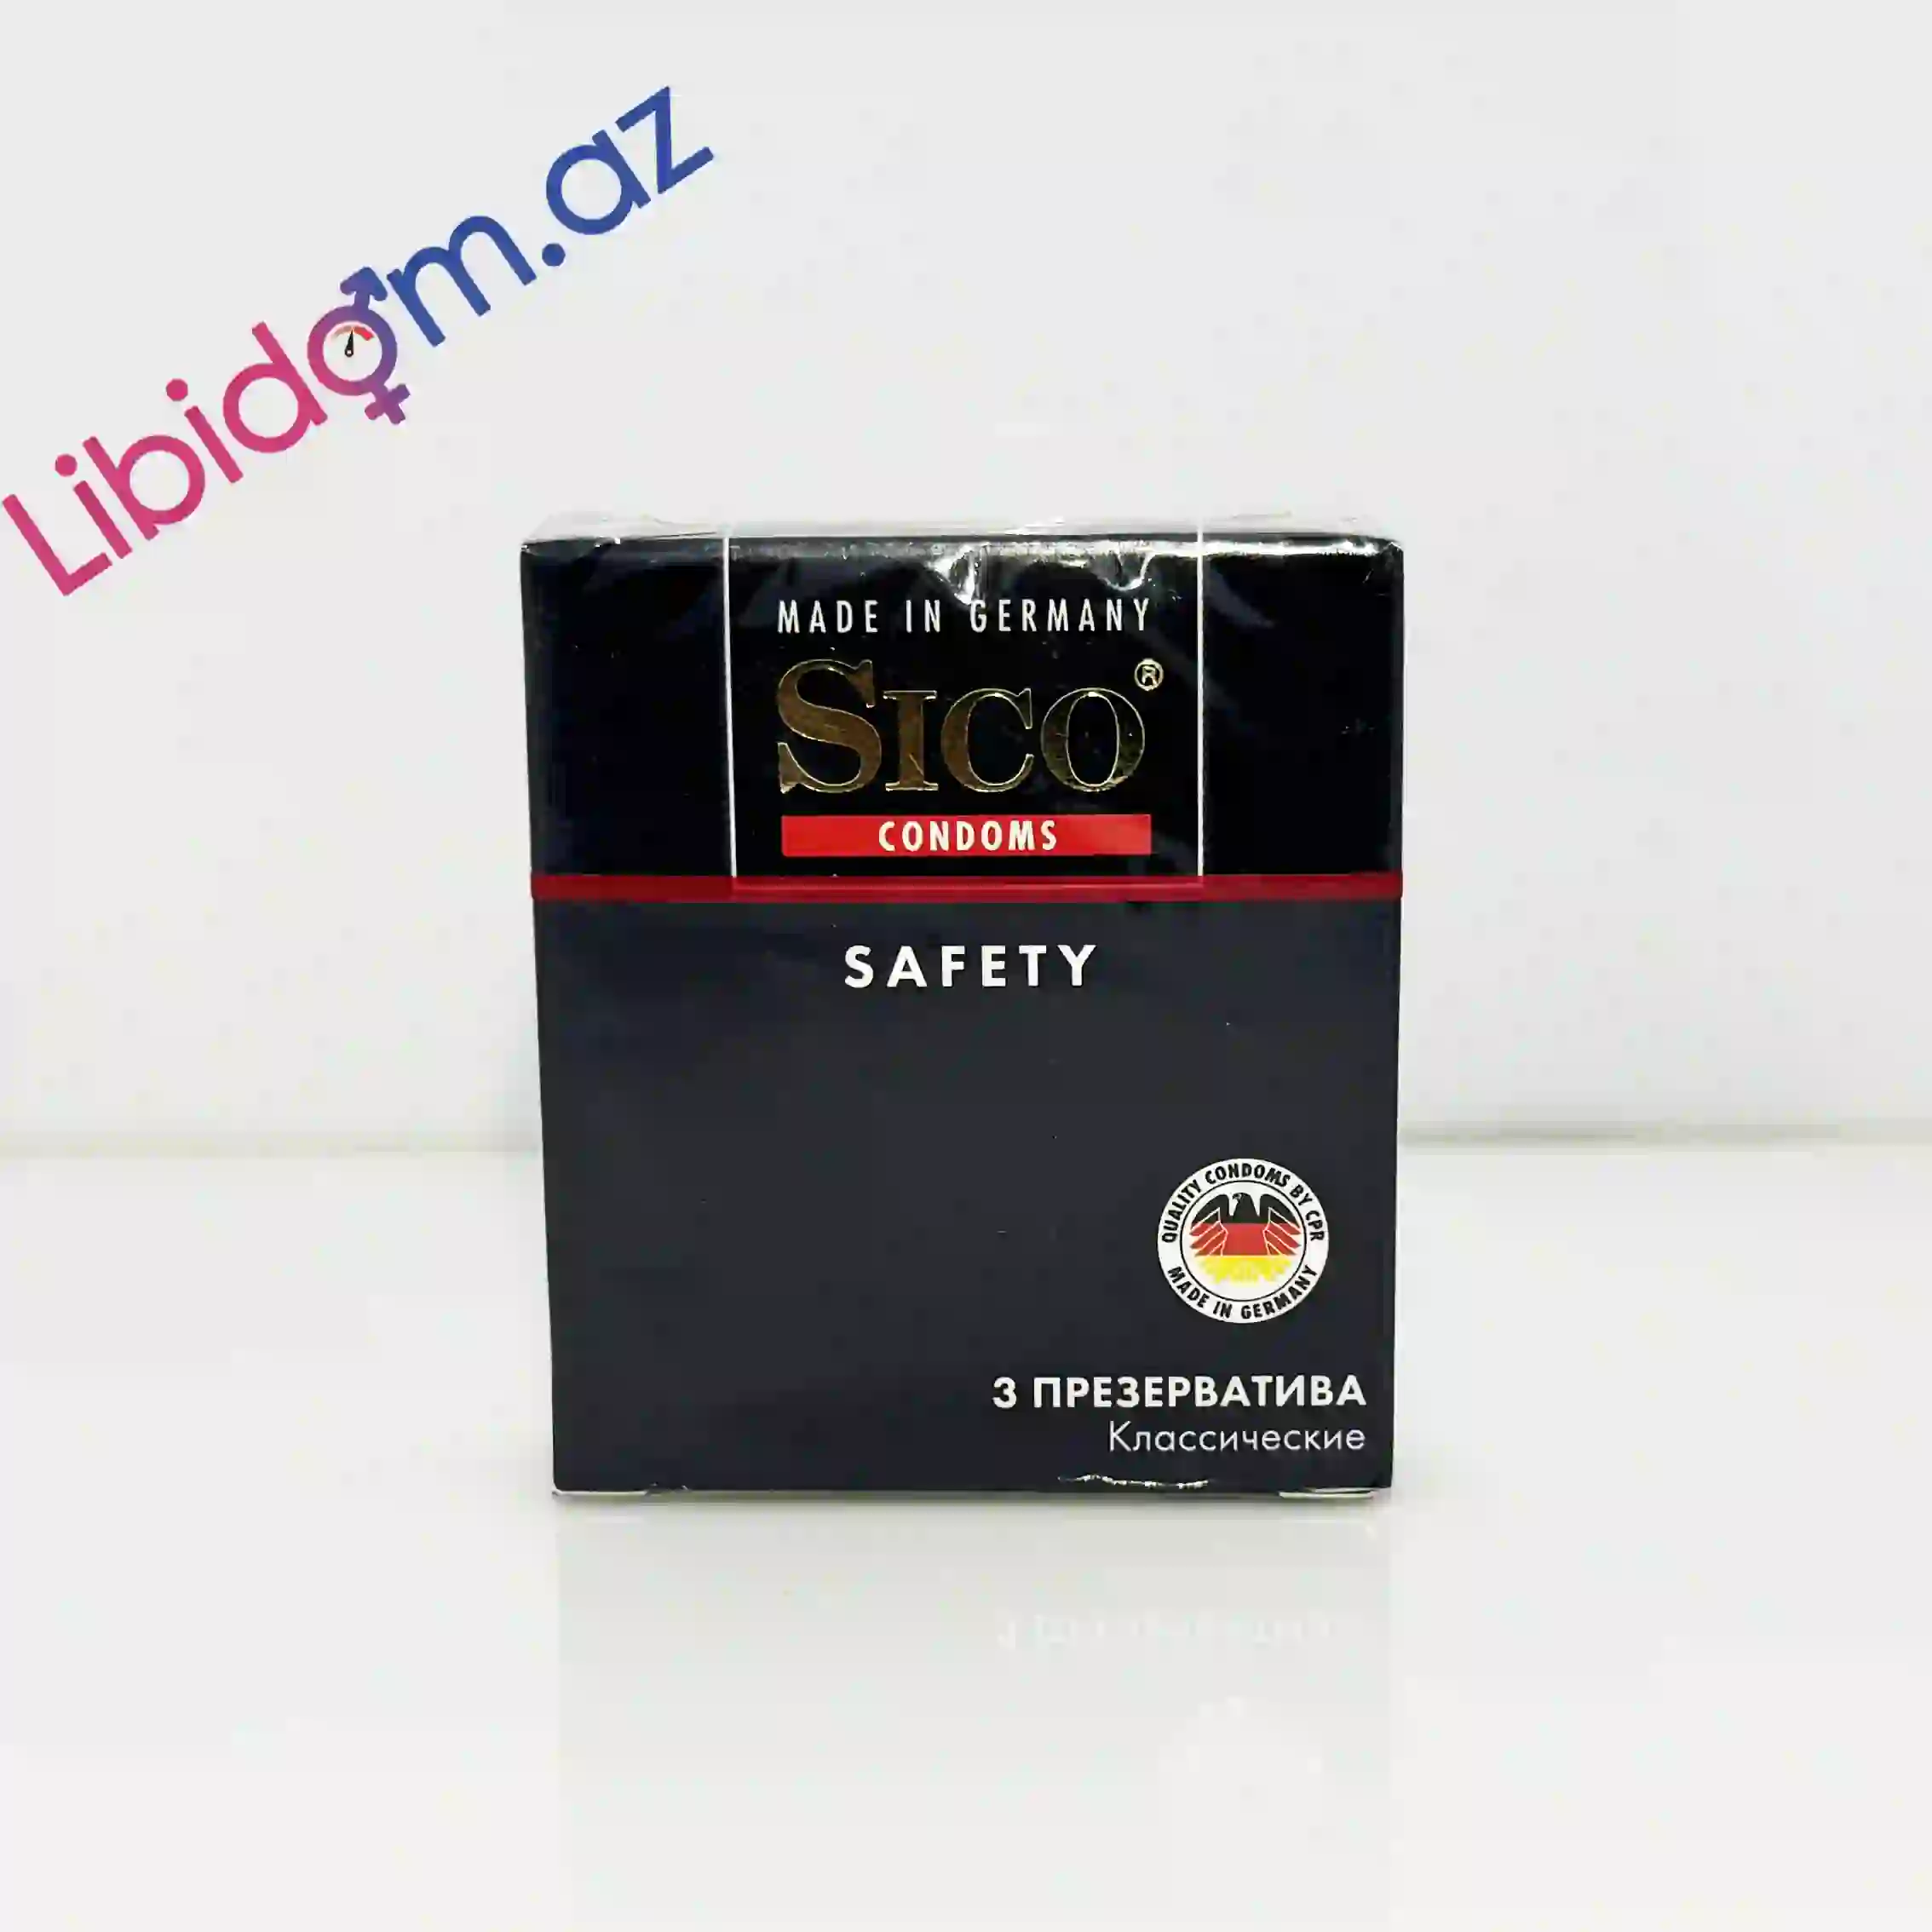 Libidom.az
MADE IN GERMANY
SICO®
CONDOMS
SAFETY
QUALITY CONDOMS BY CPR
MADE IN GERMANY
3 ПРЕЗЕРВАТИВА
Классические